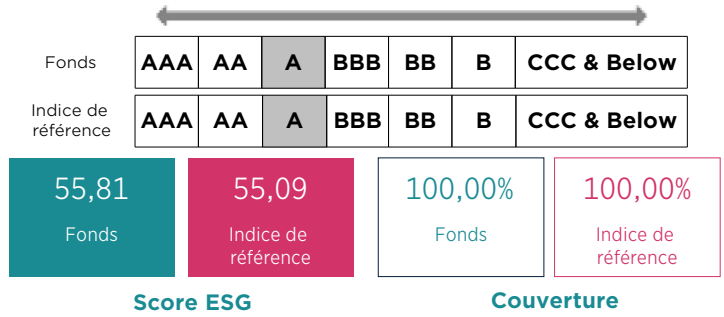 Fonds AAA AA A BBB BB B CCC & Below
Indice de
référence AAA AA A BBB BB B CCC & Below
55,81
Fonds
55,09
Indice de
référence
Score ESG
100,00%
Fonds
100,00%
Indice de
référence
Couverture